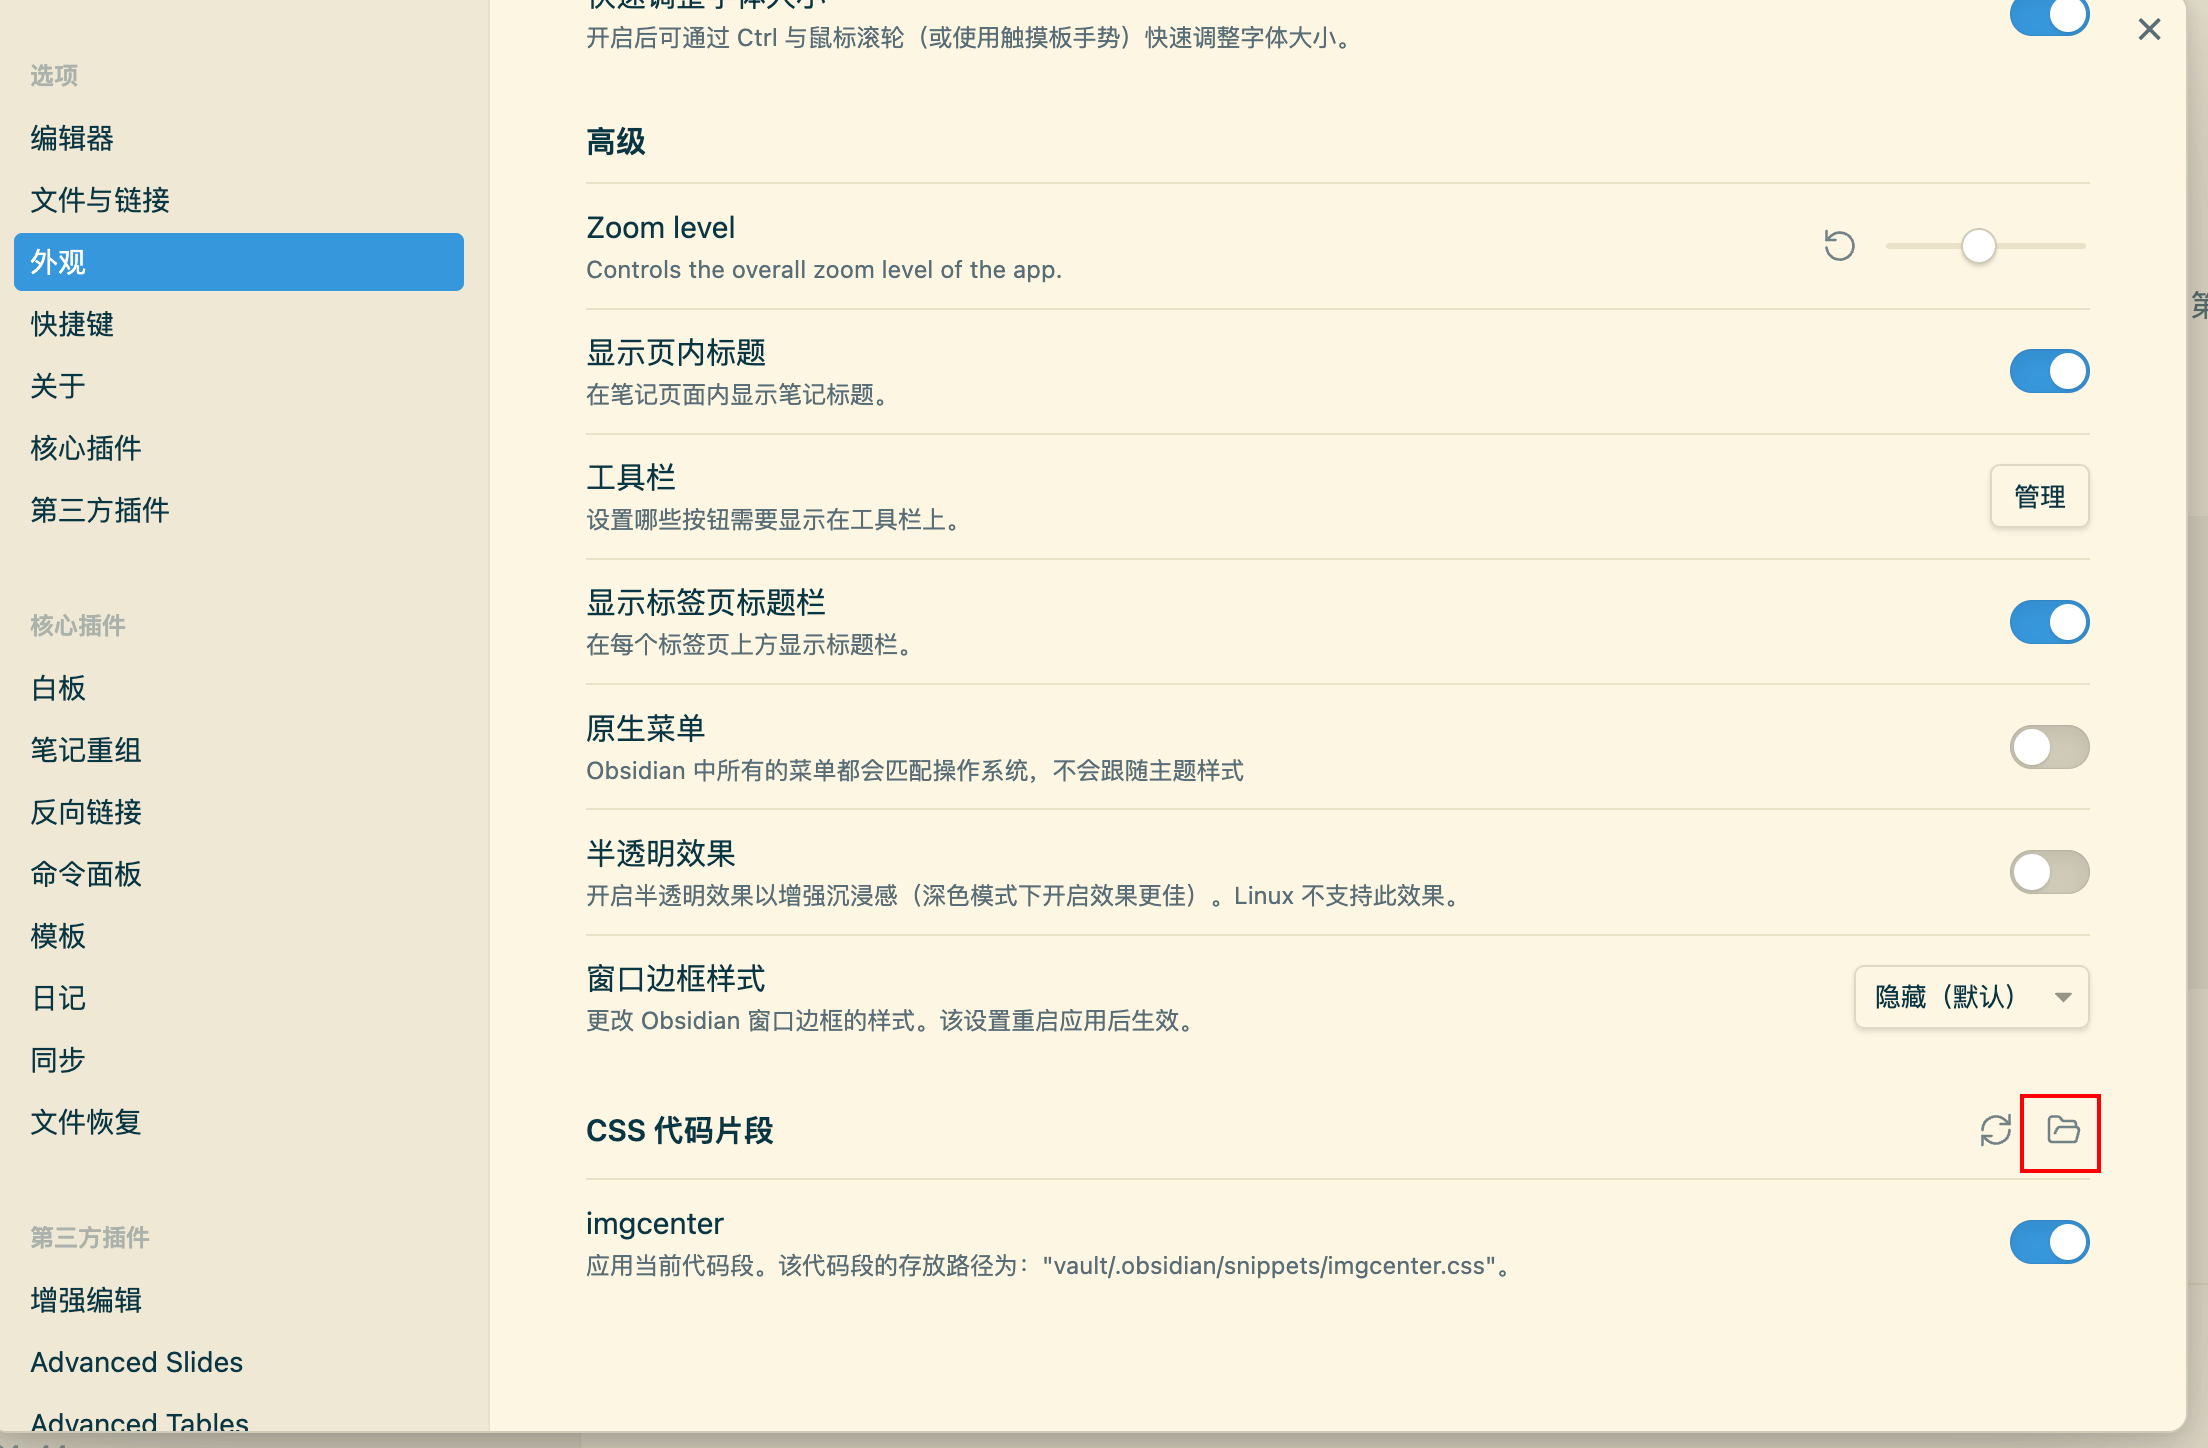 选项
编辑器
文件与链接
外观
快捷键
关于
核心插件
第三方插件
核心插件
白板
笔记重组
反向链接
命令面板
模板
日记
同步
文件恢复
第三方插件
增强编辑
Advanced Slides
Advanced Tables
快速调整字体大小
开启后可通过 Ctrl 与鼠标滚轮（或使用触摸板手势）快速调整字体大小。
高级
Zoom level
Controls the overall zoom level of the app.
显示页内标题
在笔记页面内显示笔记标题。
工具栏
设置哪些按钮需要显示在工具栏上。
管理
显示标签页标题栏
在每个标签页上方显示标题栏。
原生菜单
Obsidian 中所有的菜单都会匹配操作系统，不会跟随主题样式
半透明效果
开启半透明效果以增强沉浸感（深色模式下开启效果更佳）。Linux 不支持此效果。
窗口边框样式
更改 Obsidian 窗口边框的样式。该设置重启应用后生效。
隐藏（默认）
CSS 代码片段
imgcenter
应用当前代码段。该代码段的存放路径为："vault/.obsidian/snippets/imgcenter.css"。
第